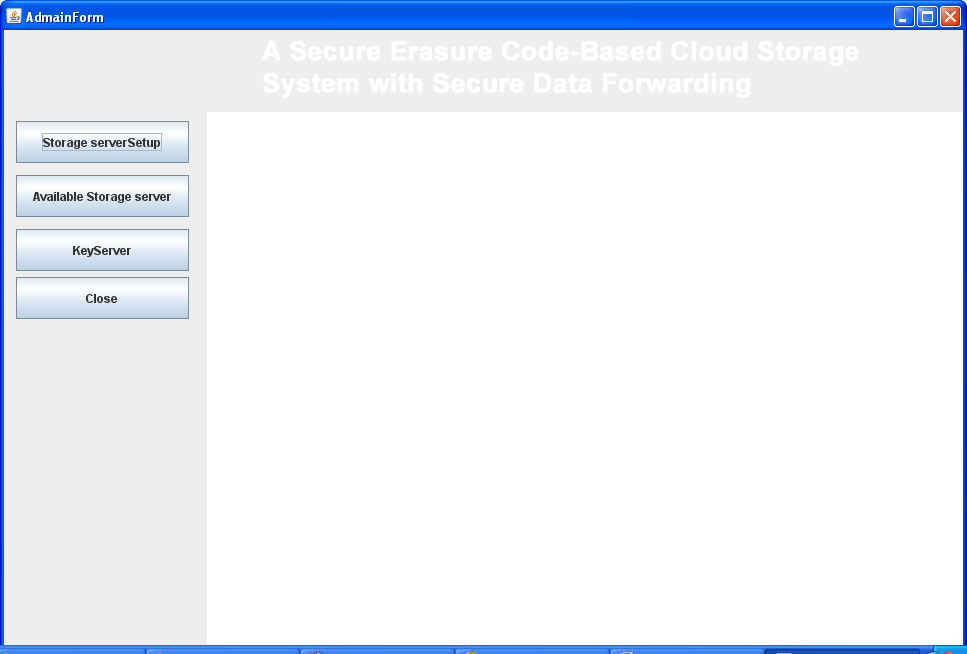 AdmainForm
A Secure Erasure Code-Based Cloud Storage
System with Secure Data Forwarding
Storage serverSetup
Available Storage server
KeyServer
Close